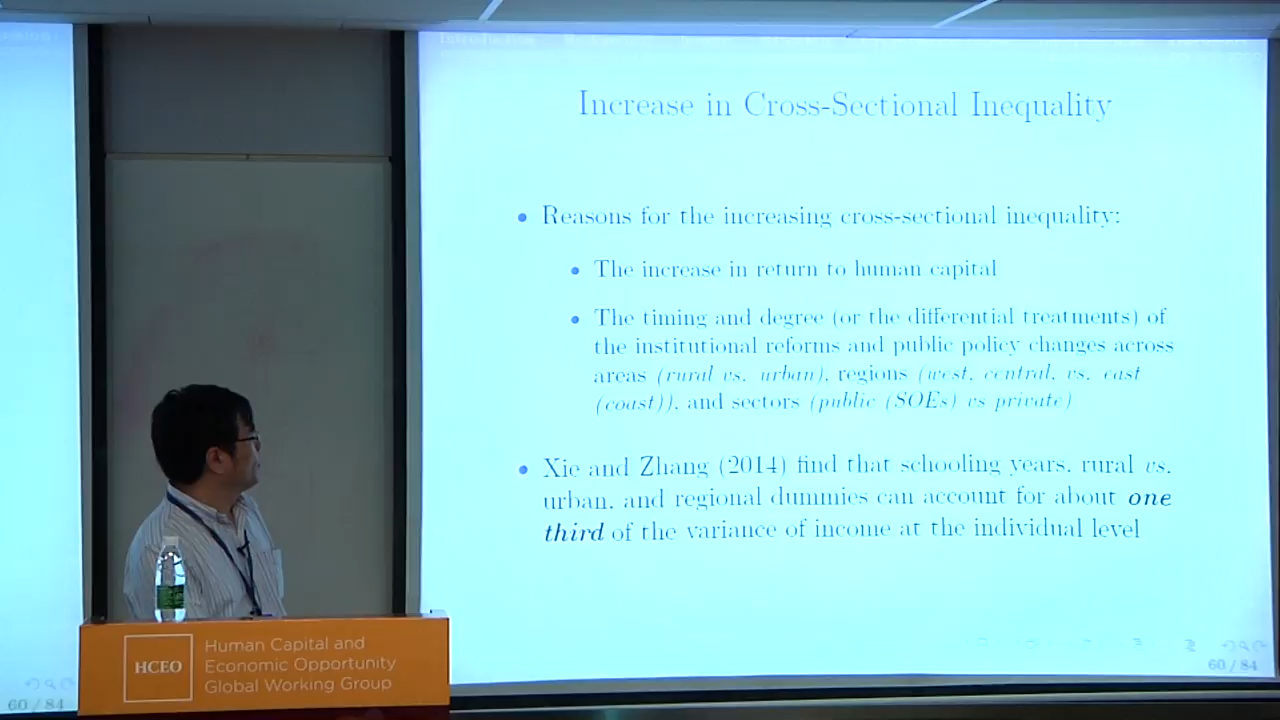 Introduction
Increase in Cross-Sectional Inequality
• Reasons for the increasing cross-sectional inequality:
• The increase in return to human capital
• The timing and degree (or the differential treatments) of
the institutional reforms and public policy changes across
areas (rural vs. urban), regions (west, central, vs. east
(coast)), and sectors (public (SOEs) vs private)
• Xie and Zhang (2014) find that schooling years, rural vs.
urban, and regional dummies can account for about one
third of the variance of income at the individual level
60 / 84
HCEO
Human Capital and
Economic Opportunity
Global Working Group
60 / 84